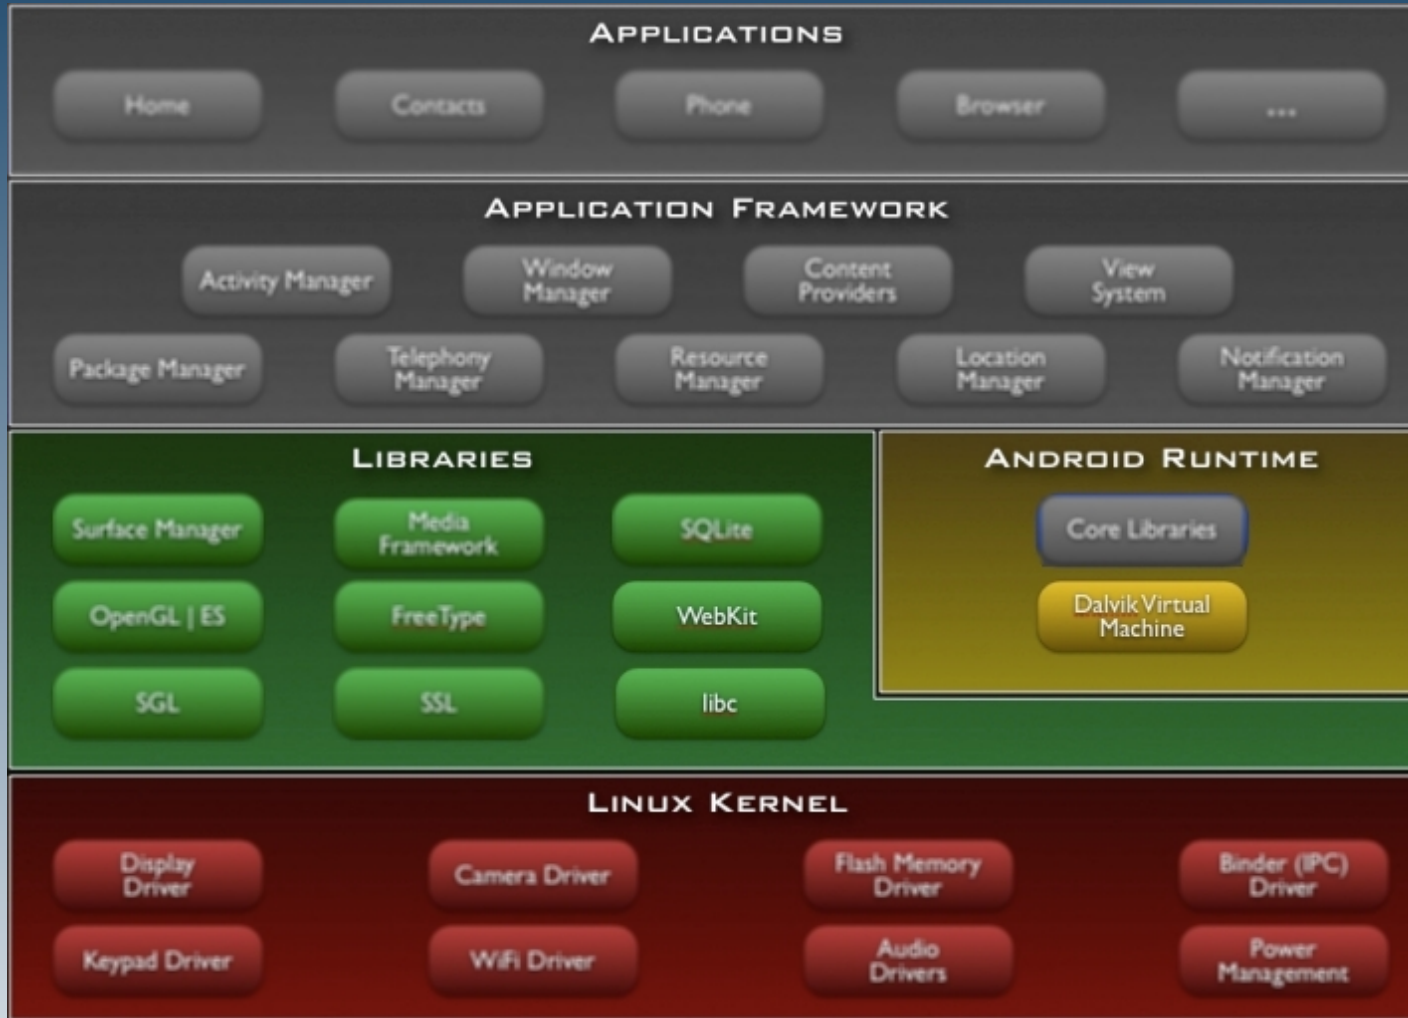 APPLICATIONS
Home
Contacts
Phone
Browser
...
APPLICATION FRAMEWORK
Activity Manager
Window
Manager
Content
Providers
View
System
Package Manager
Telephony
Manager
Resource
Manager
Location
Manager
Notification
Manager
LIBRARIES
Surface Manager
Media
Framework
SQLite
OpenGL | ES
FreeType
WebKit
SGL
SSL
libc
ANDROID RUNTIME
Core Libraries
Dalvik Virtual
Machine
LINUX KERNEL
Display
Driver
Camera Driver
Flash Memory
Driver
Binder (IPC)
Driver
Keypad Driver
WiFi Driver
Audio
Drivers
Power
Management